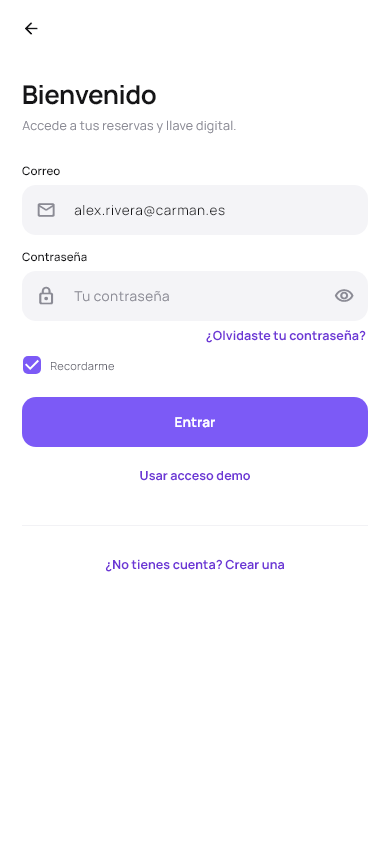 Bienvenido
Accede a tus reservas y llave digital.
Correo
alex.rivera@carman.es
Contraseña
Tu contraseña
¿Olvidaste tu contraseña?
Recordarme
Entrar
Usar acceso demo
¿No tienes cuenta? Crear una